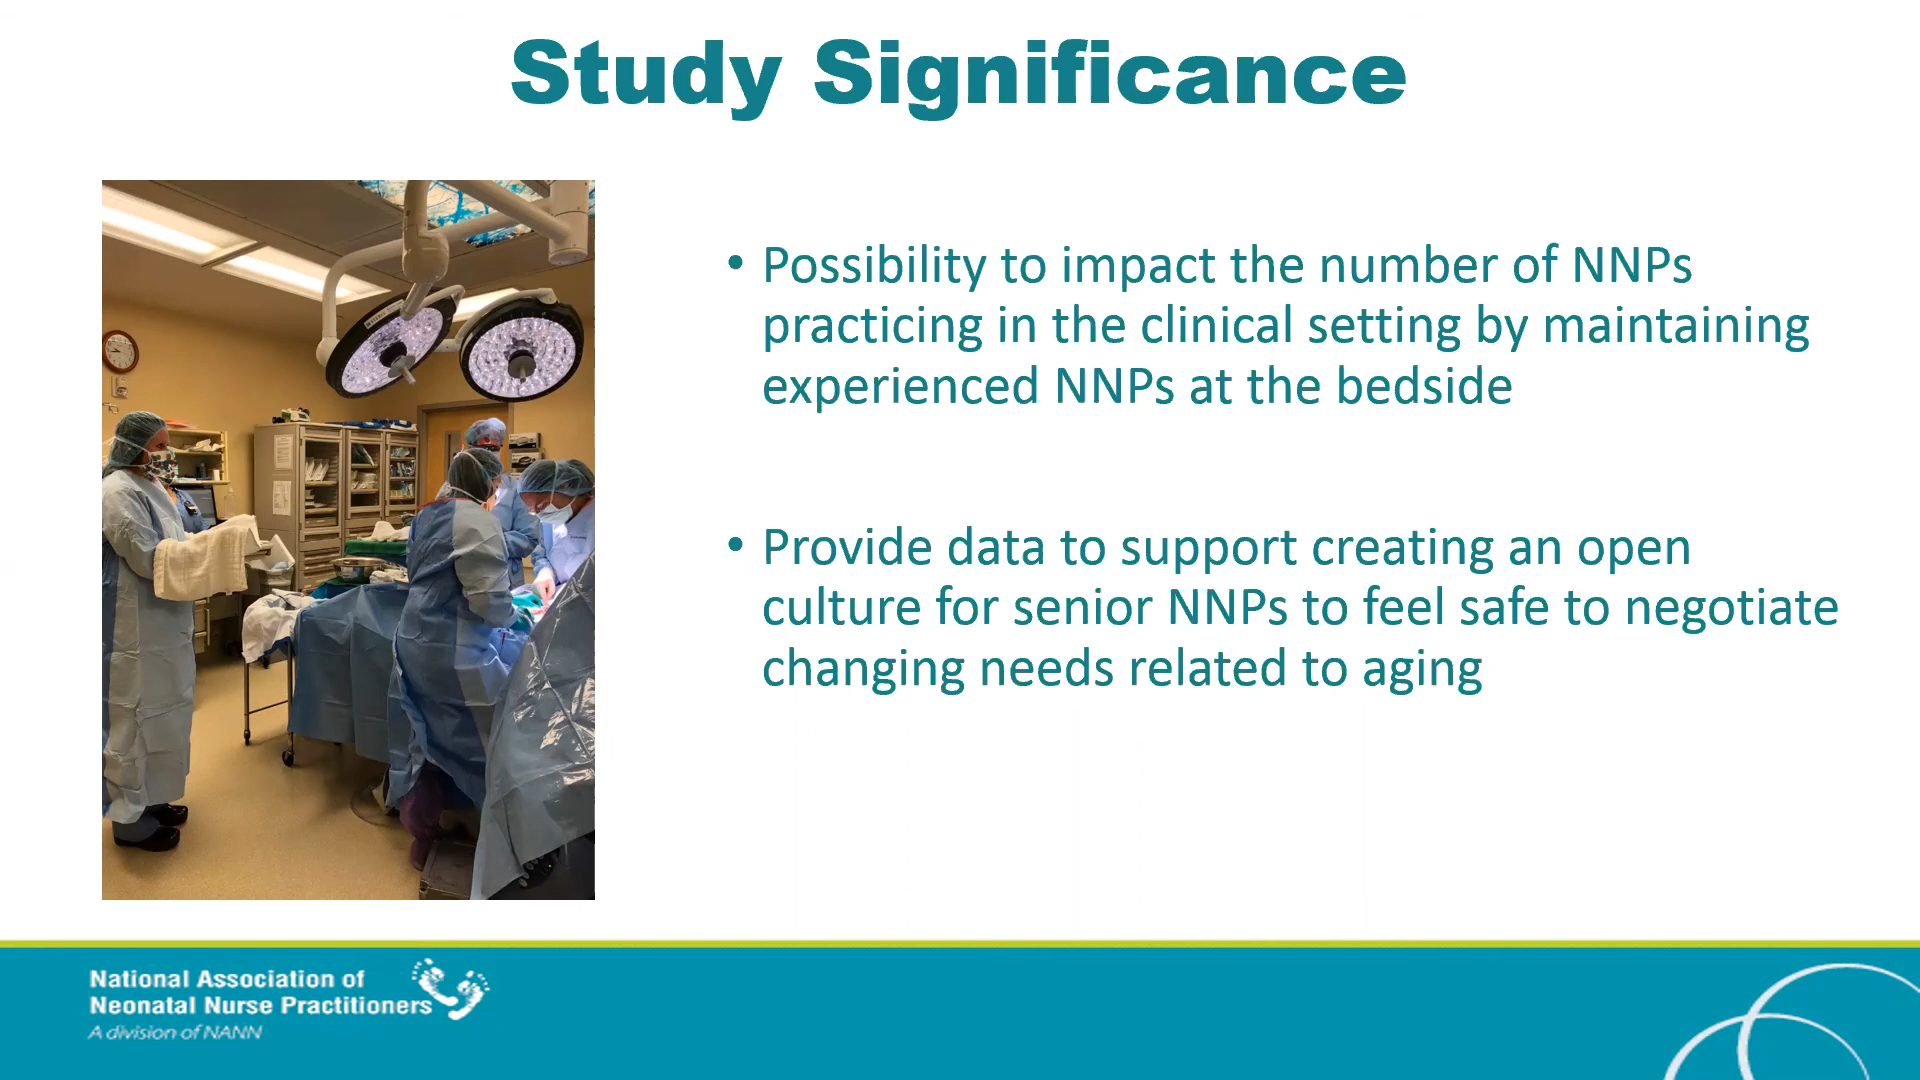 Study Significance
• Possibility to impact the number of NNPs
practicing in the clinical setting by maintaining
experienced NNPs at the bedside
• Provide data to support creating an open
culture for senior NNPs to feel safe to negotiate
changing needs related to aging
National Association of
Neonatal Nurse Practitioners
A division of NANN